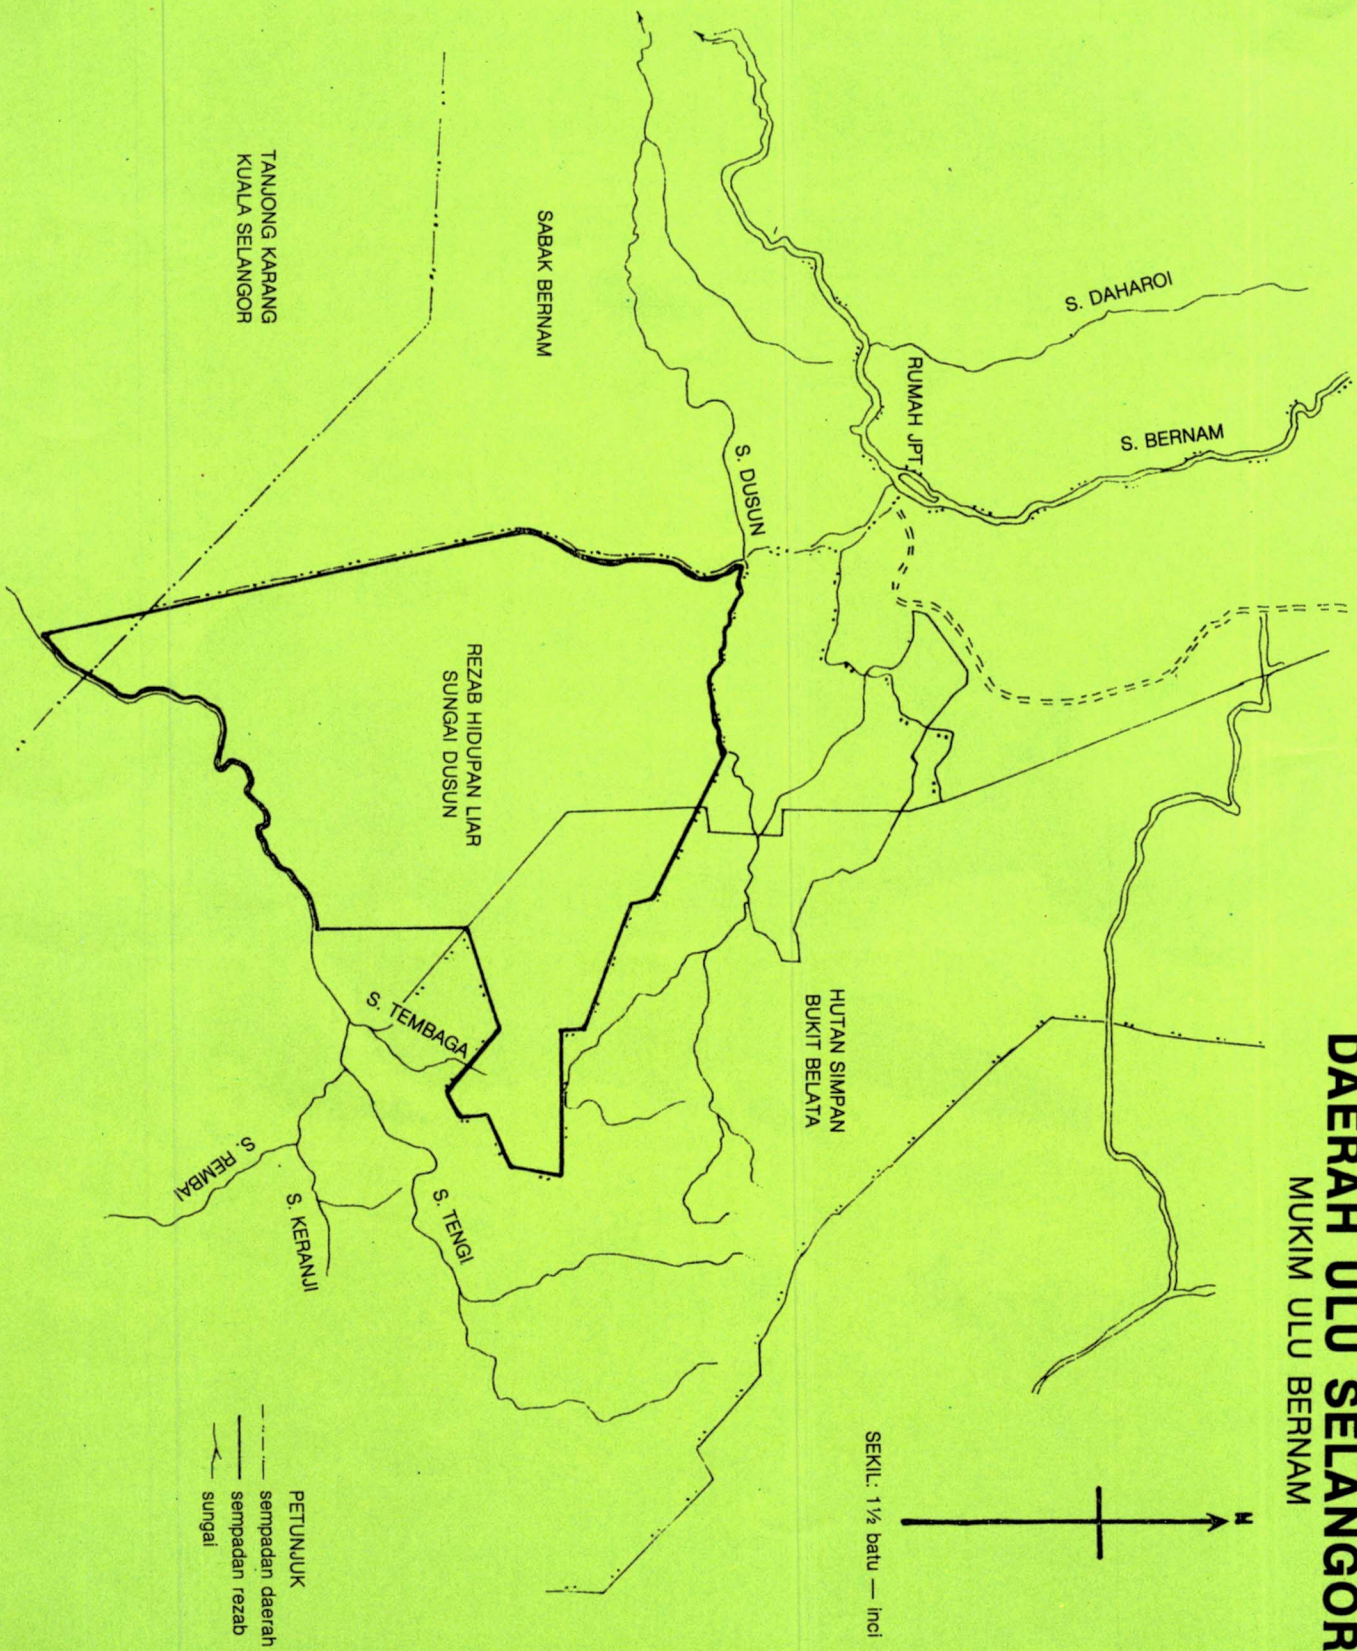 DAERAH ULU SELANGOR
MUKIM ULU BERNAM
S. DAHAROI
S. BERNAM
RUMAH JPT
S. DUSUN
SABAK BERNAM
TANJONG KARANG
KUALA SELANGOR
REZAB HIDUPAN LIAR
SUNGAI DUSUN
HUTAN SIMPAN
BUKIT BELATA
S. TEMBAGA
S. REMBAI
S. KERANJI
S. TENGI
SEKIL: 1½ batu — inci
PETUNJUK
sempadan daerah
sempadan rezab
sungai